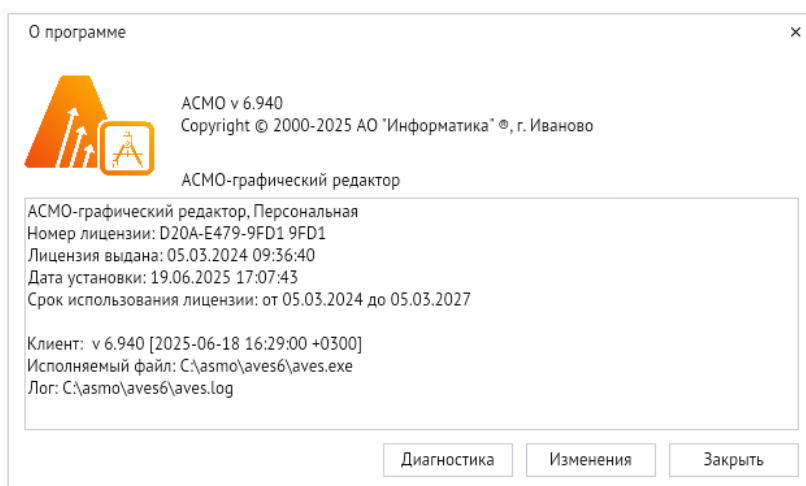 О программе
×
АСМО v 6.940
Copyright © 2000-2025 АО "Информатика" ®, г. Иваново
АСМО-графический редактор
АСМО-графический редактор, Персональная
Номер лицензии: D20A-E479-9FD1 9FD1
Лицензия выдана: 05.03.2024 09:36:40
Дата установки: 19.06.2025 17:07:43
Срок использования лицензии: от 05.03.2024 до 05.03.2027
Клиент:  v 6.940 [2025-06-18 16:29:00 +0300]
Исполняемый файл: C:\asmo\aves6\aves.exe
Лог: C:\asmo\aves6\aves.log
Диагностика
Изменения
Закрыть